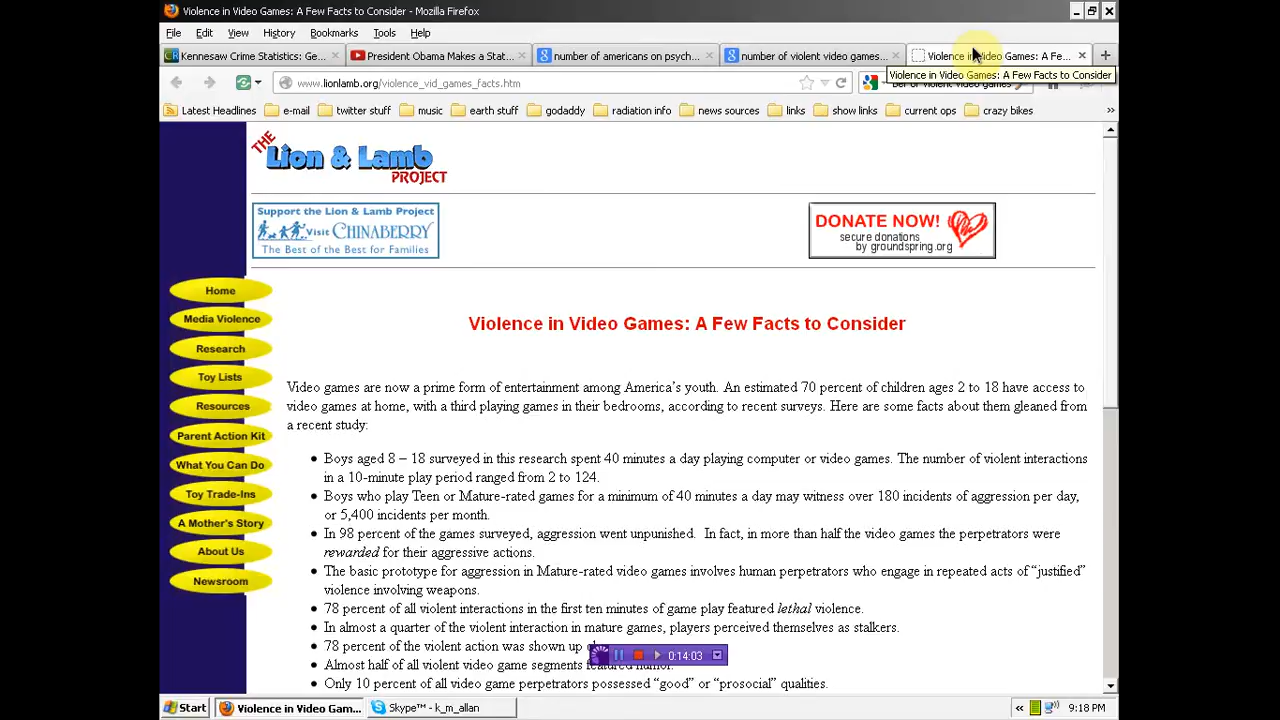 Violence in Video Games: A Few Facts to Consider - Mozilla Firefox
File Edit View History Bookmarks Tools Help
Kennesaw Crime Statistics: Ge... President Obama Makes a Stat... number of americans on psych... number of violent video games... Violence in Video Games: A Fe...
Violence in Video Games: A Few Facts to Consider
www.lionlamb.org/violence_vid_games_facts.htm
Latest Headlines e-mail twitter stuff music earth stuff godaddy radiation info news sources links show links current ops crazy bikes
THE
Lion & Lamb
PROJECT
Support the Lion & Lamb Project
Visit CHINABERRY
The Best of the Best for Families
DONATE NOW!
secure donations
by groundspring.org
Home
Media Violence
Research
Toy Lists
Resources
Parent Action Kit
What You Can Do
Toy Trade-Ins
A Mother's Story
About Us
Newsroom
Violence in Video Games: A Few Facts to Consider
Video games are now a prime form of entertainment among America's youth. An estimated 70 percent of children ages 2 to 18 have access to
video games at home, with a third playing games in their bedrooms, according to recent surveys. Here are some facts about them gleaned from
a recent study:
Boys aged 8 – 18 surveyed in this research spent 40 minutes a day playing computer or video games. The number of violent interactions
in a 10-minute play period ranged from 2 to 124.
Boys who play Teen or Mature-rated games for a minimum of 40 minutes a day may witness over 180 incidents of aggression per day,
or 5,400 incidents per month.
In 98 percent of the games surveyed, aggression went unpunished. In fact, in more than half the video games the perpetrators were
rewarded for their aggressive actions.
The basic prototype for aggression in Mature-rated video games involves human perpetrators who engage in repeated acts of “justified”
violence involving weapons.
78 percent of all violent interactions in the first ten minutes of game play featured lethal violence.
In almost a quarter of the violent interaction in mature games, players perceived themselves as stalkers.
78 percent of the violent action was shown up
0:14:03
Almost half of all violent video game segments featured humor.
Only 10 percent of all video game perpetrators possessed “good” or “prosocial” qualities.
Start Violence in Video Gam... Skype™ - k_m_allan 9:18 PM